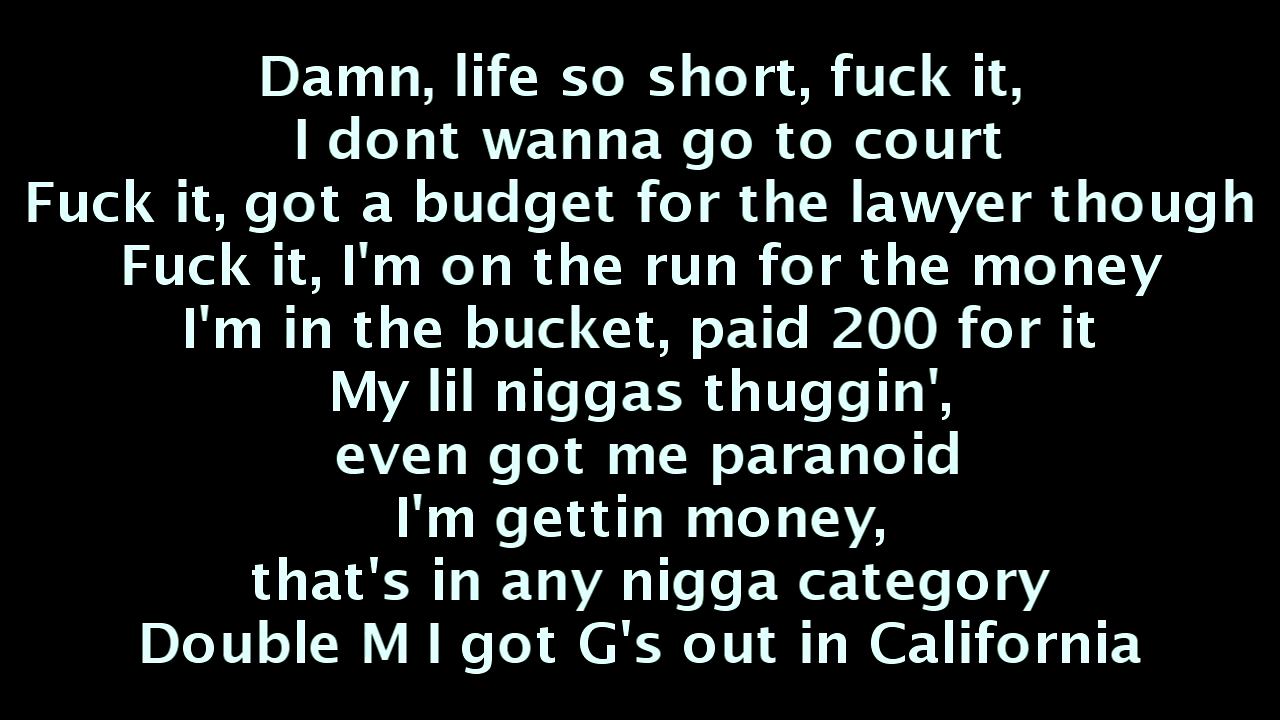 Damn, life so short, fuck it,
I dont wanna go to court
Fuck it, got a budget for the lawyer though
Fuck it, I'm on the run for the money
I'm in the bucket, paid 200 for it
My lil niggas thuggin',
even got me paranoid
I'm gettin money,
that's in any nigga category
Double M I got G's out in California